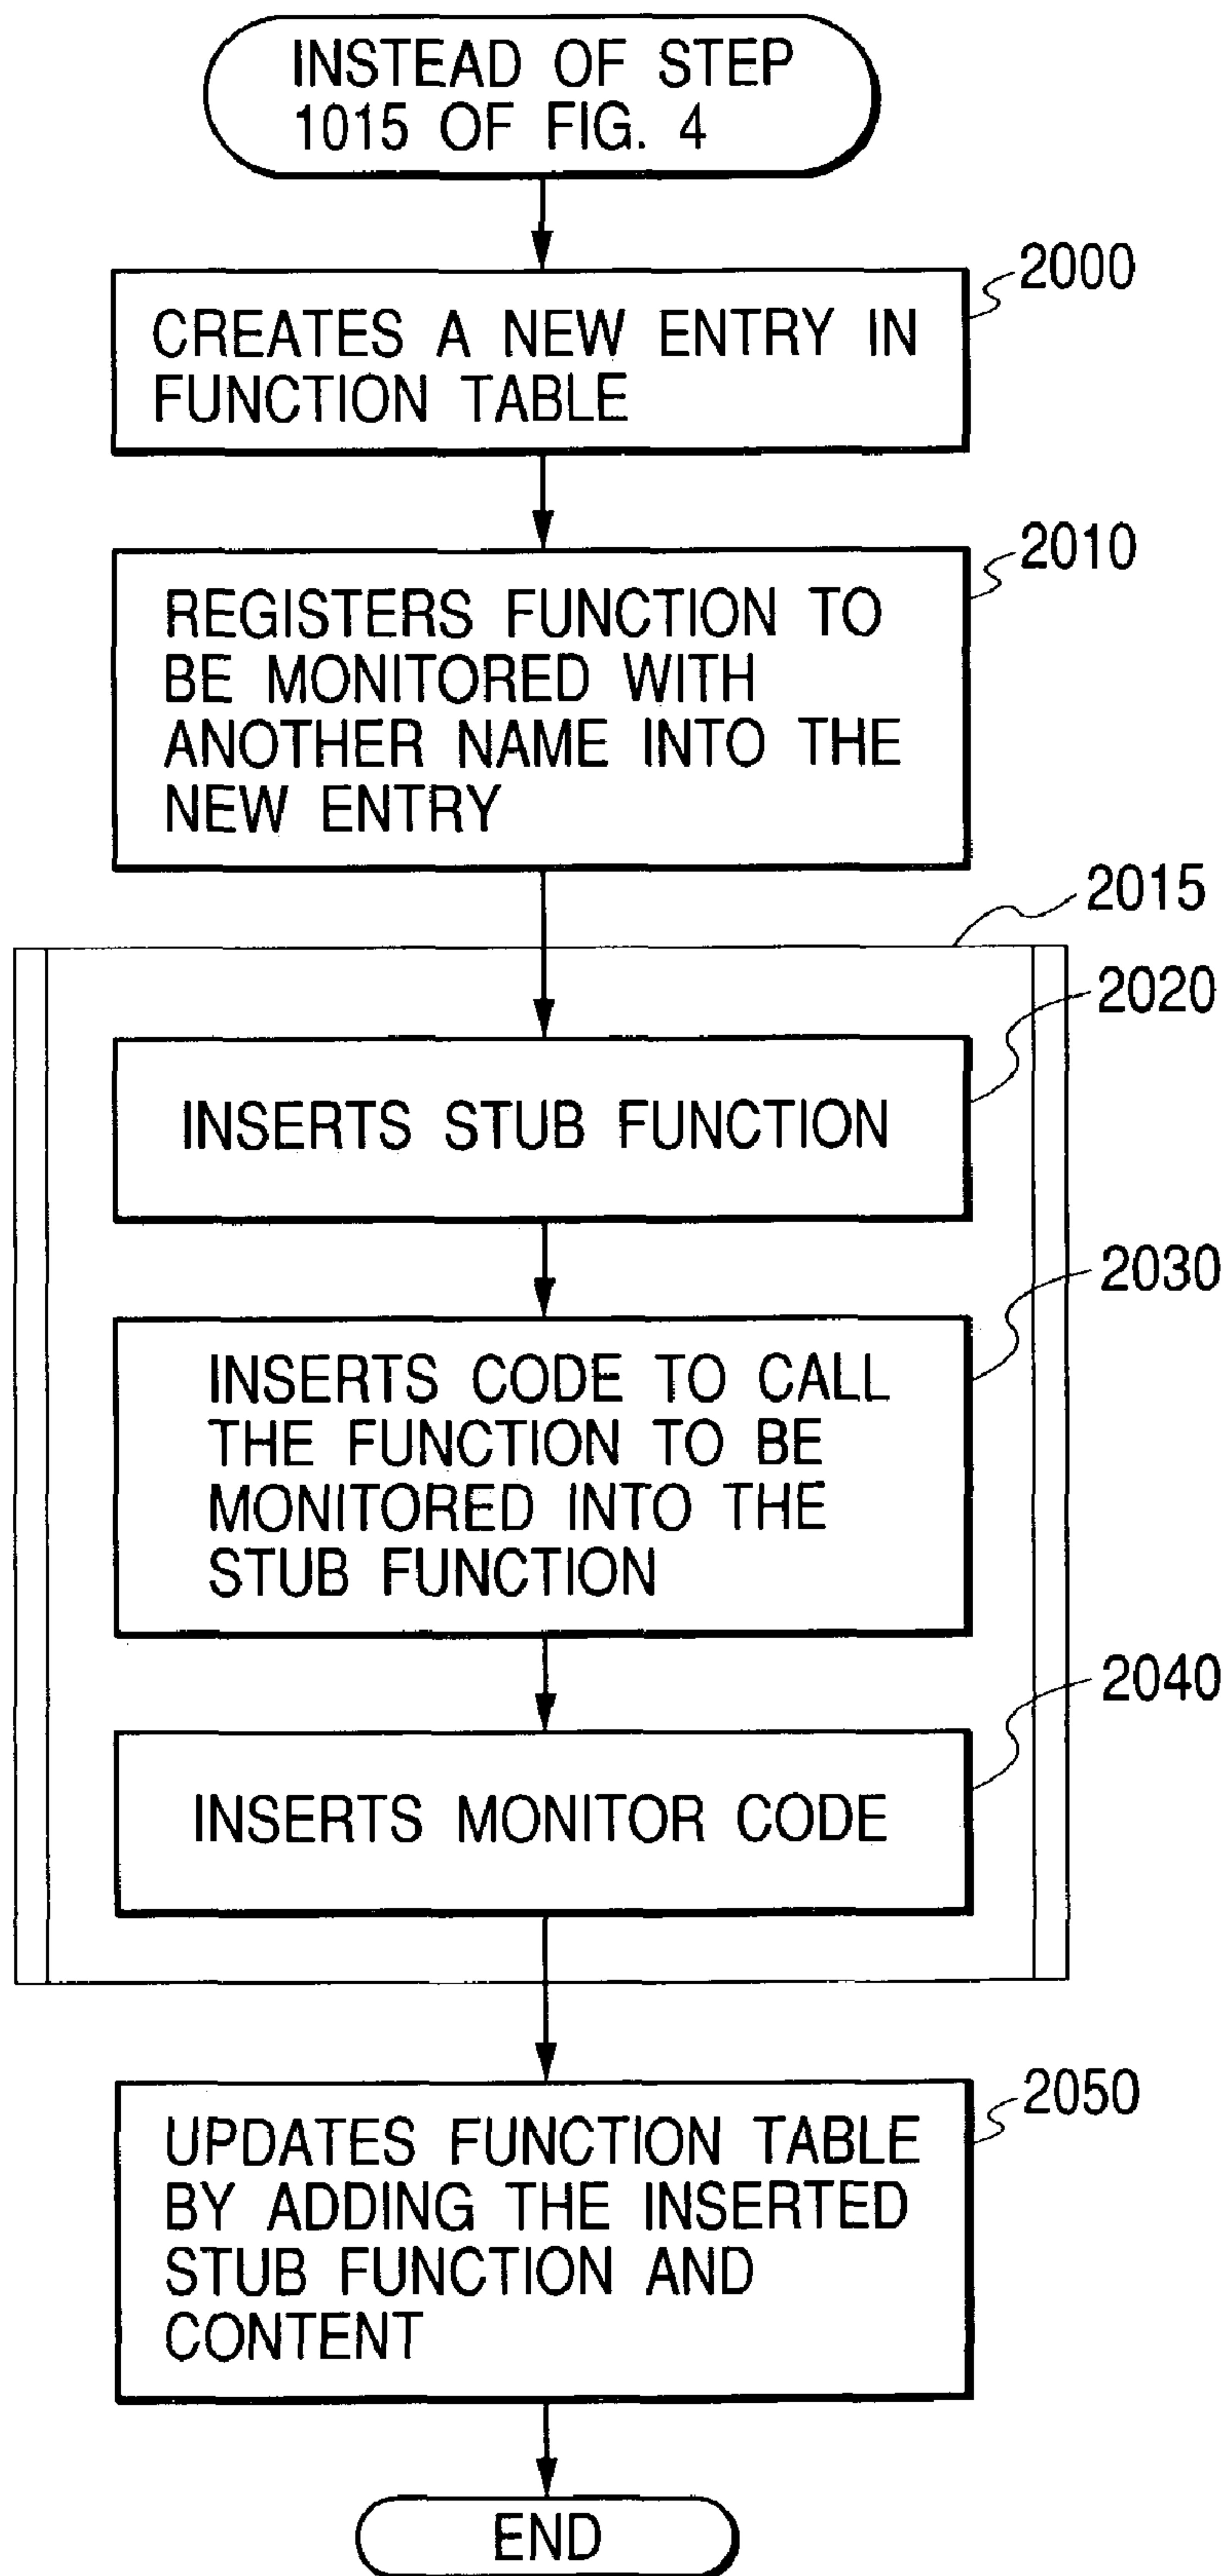 INSTEAD OF STEP
1015 OF FIG. 4
2000
CREATES A NEW ENTRY IN
FUNCTION TABLE
2010
REGISTERS FUNCTION TO
BE MONITORED WITH
ANOTHER NAME INTO THE
NEW ENTRY
2015
2020
INSERTS STUB FUNCTION
2030
INSERTS CODE TO CALL
THE FUNCTION TO BE
MONITORED INTO THE
STUB FUNCTION
2040
INSERTS MONITOR CODE
2050
UPDATES FUNCTION TABLE
BY ADDING THE INSERTED
STUB FUNCTION AND
CONTENT
END